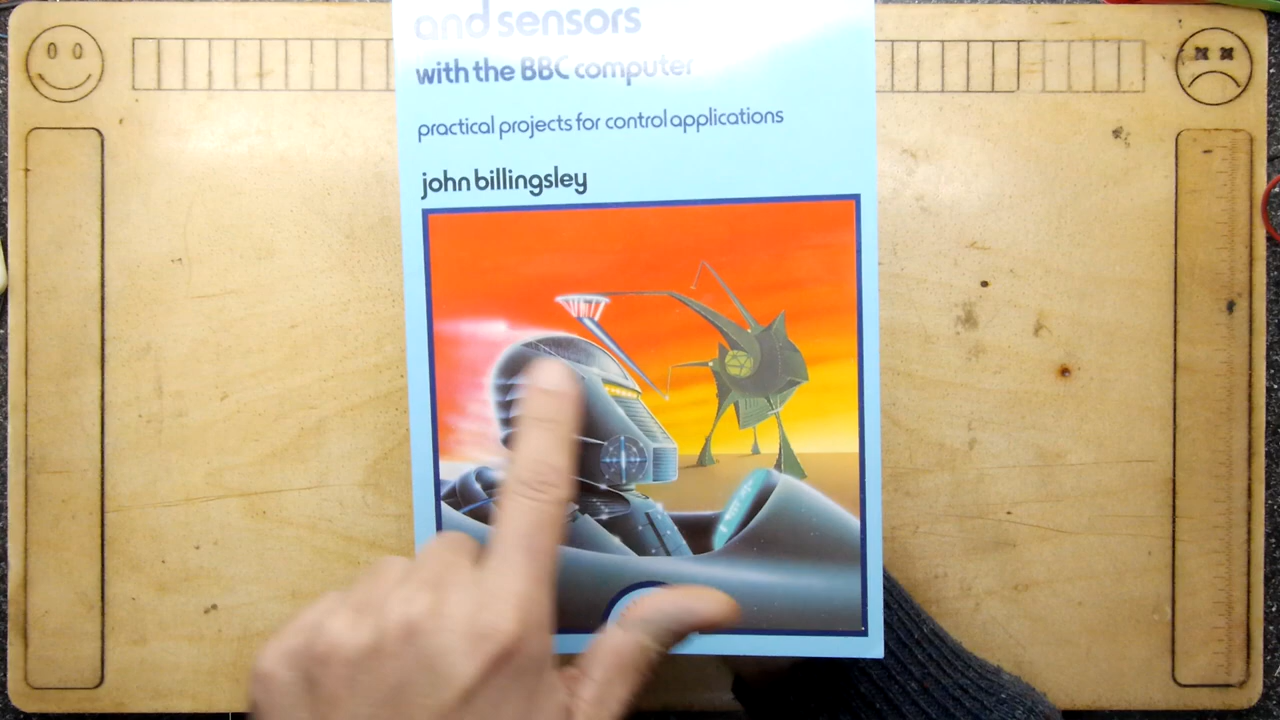 and sensors
with the BBC computer
practical projects for control applications
john billingsley